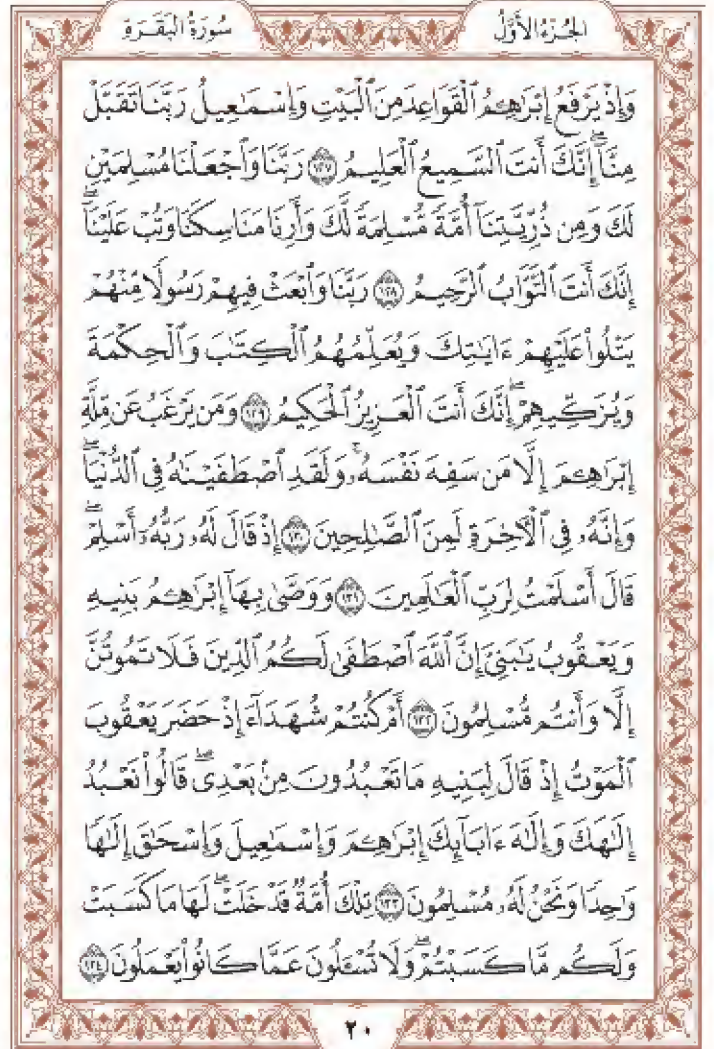 الجزء الأول
سورة البقرة
وَإِذْ يَرْفَعُ إِبْرَٰهِـۧمُ ٱلْقَوَاعِدَ مِنَ ٱلْبَيْتِ وَإِسْمَٰعِيلُ رَبَّنَا تَقَبَّلْ
مِنَّآ ۖ إِنَّكَ أَنتَ ٱلسَّمِيعُ ٱلْعَلِيمُ ١٢٧ رَبَّنَا وَٱجْعَلْنَا مُسْلِمَيْنِ
لَكَ وَمِن ذُرِّيَّتِنَآ أُمَّةً مُّسْلِمَةً لَّكَ وَأَرِنَا مَنَاسِكَنَا وَتُبْ عَلَيْنَآ ۖ
إِنَّكَ أَنتَ ٱلتَّوَّابُ ٱلرَّحِيمُ ١٢٨ رَبَّنَا وَٱبْعَثْ فِيهِمْ رَسُولًا مِّنْهُمْ
يَتْلُوا۟ عَلَيْهِمْ ءَايَٰتِكَ وَيُعَلِّمُهُمُ ٱلْكِتَٰبَ وَٱلْحِكْمَةَ
وَيُزَكِّيهِمْ ۚ إِنَّكَ أَنتَ ٱلْعَزِيزُ ٱلْحَكِيمُ ١٢٩ وَمَن يَرْغَبُ عَن مِّلَّةِ
إِبْرَٰهِـۧمَ إِلَّا مَن سَفِهَ نَفْسَهُۥ ۚ وَلَقَدِ ٱصْطَفَيْنَٰهُ فِى ٱلدُّنْيَا ۖ
وَإِنَّهُۥ فِى ٱلْـَٔاخِرَةِ لَمِنَ ٱلصَّٰلِحِينَ ١٣٠ إِذْ قَالَ لَهُۥ رَبُّهُۥٓ أَسْلِمْ ۖ
قَالَ أَسْلَمْتُ لِرَبِّ ٱلْعَٰلَمِينَ ١٣١ وَوَصَّىٰ بِهَآ إِبْرَٰهِـۧمُ بَنِيهِ
وَيَعْقُوبُ يَٰبَنِىَّ إِنَّ ٱللَّهَ ٱصْطَفَىٰ لَكُمُ ٱلدِّينَ فَلَا تَمُوتُنَّ
إِلَّا وَأَنتُم مُّسْلِمُونَ ١٣٢ أَمْ كُنتُمْ شُهَدَآءَ إِذْ حَضَرَ يَعْقُوبَ
ٱلْمَوْتُ إِذْ قَالَ لِبَنِيهِ مَا تَعْبُدُونَ مِنۢ بَعْدِى ۖ قَالُوا۟ نَعْبُدُ
إِلَٰهَكَ وَإِلَٰهَ ءَابَآئِكَ إِبْرَٰهِـۧمَ وَإِسْمَٰعِيلَ وَإِسْحَٰقَ إِلَٰهًا
وَٰحِدًا وَنَحْنُ لَهُۥ مُسْلِمُونَ ١٣٣ تِلْكَ أُمَّةٌ قَدْ خَلَتْ ۖ لَهَا مَا كَسَبَتْ
وَلَكُم مَّا كَسَبْتُمْ ۖ وَلَا تُسْـَٔلُونَ عَمَّا كَانُوا۟ يَعْمَلُونَ ١٣٤
٢٠